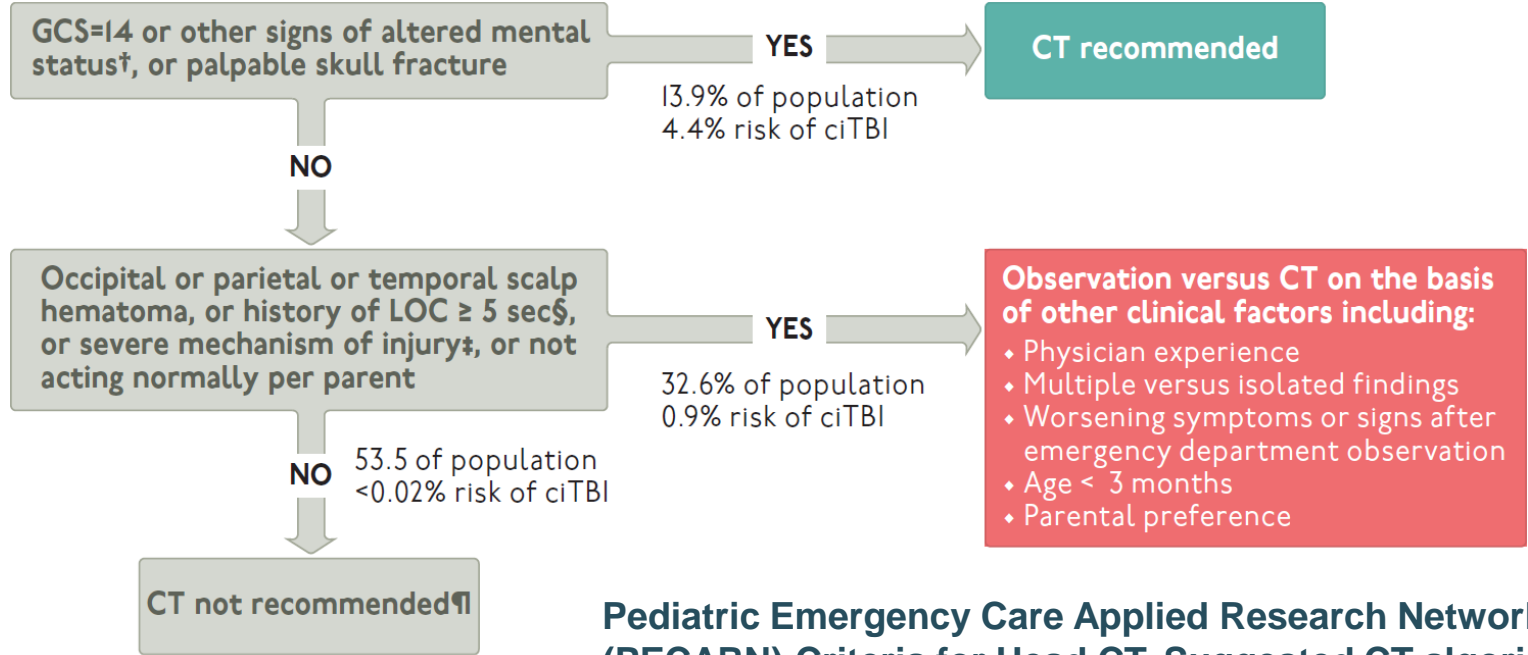 GCS=14 or other signs of altered mental
status†, or palpable skull fracture
YES
13.9% of population
4.4% risk of ciTBI
CT recommended
NO
Occipital or parietal or temporal scalp
hematoma, or history of LOC ≥ 5 sec§,
or severe mechanism of injury‡, or not
acting normally per parent
YES
32.6% of population
0.9% risk of ciTBI
Observation versus CT on the basis
of other clinical factors including:
◆ Physician experience
◆ Multiple versus isolated findings
◆ Worsening symptoms or signs after
emergency department observation
◆ Age < 3 months
◆ Parental preference
NO
53.5 of population
<0.02% risk of ciTBI
CT not recommended¶
Pediatric Emergency Care Applied Research